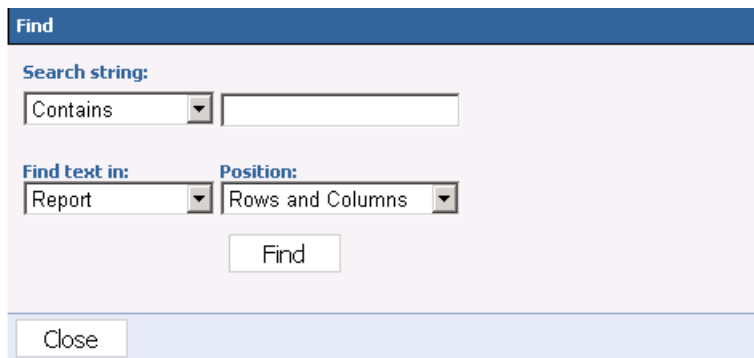 Find
Search string:
Contains
Find text in: Position:
Report Rows and Columns
Find
Close